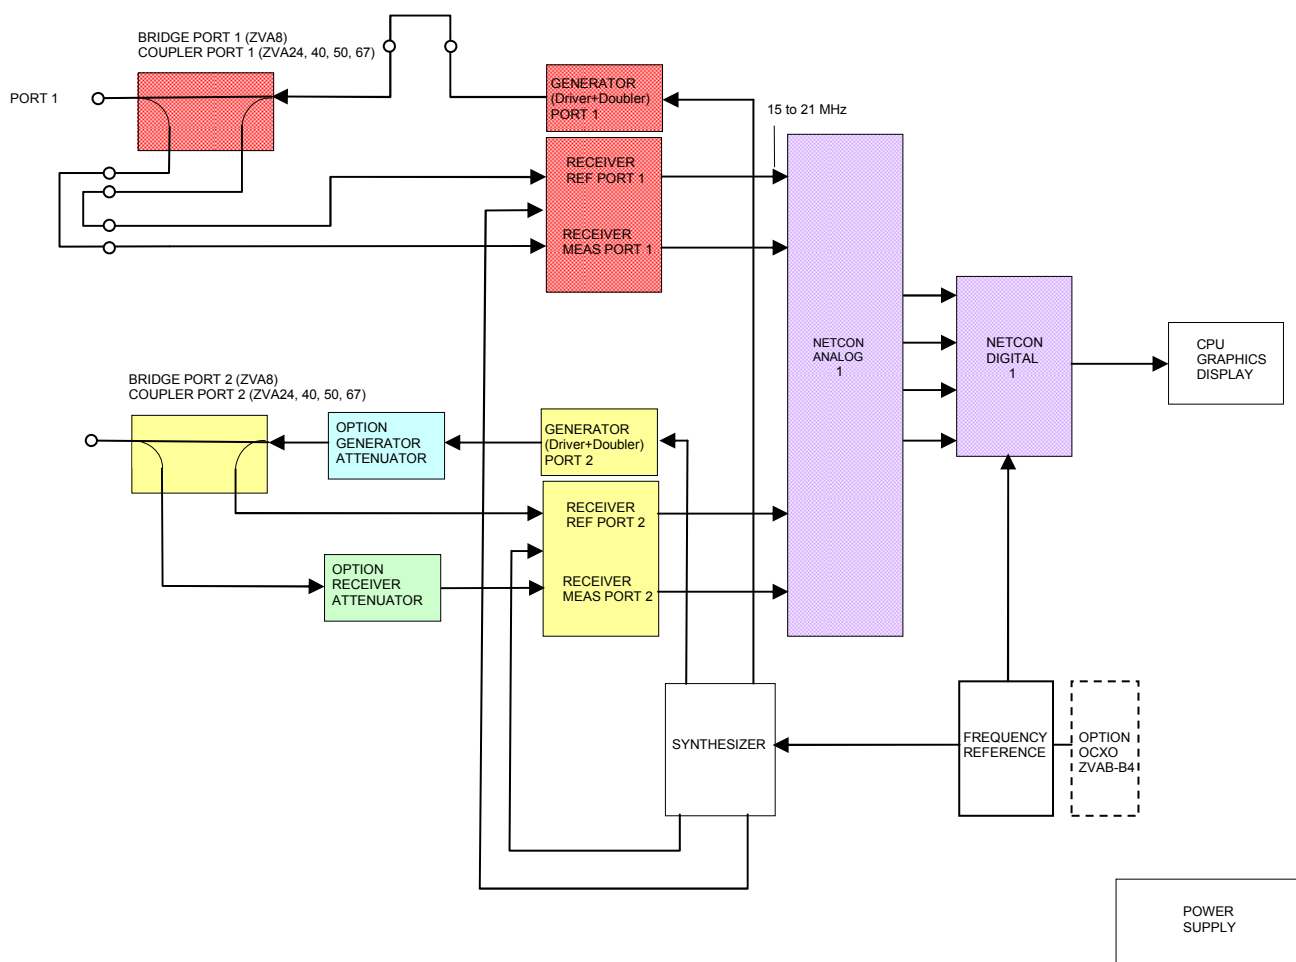 BRIDGE PORT 1 (ZVA8)
COUPLER PORT 1 (ZVA24, 40, 50, 67)
PORT 1
GENERATOR
(Driver+Doubler)
PORT 1
15 to 21 MHz
RECEIVER
REF PORT 1
RECEIVER
MEAS PORT 1
NETCON
ANALOG
1
NETCON
DIGITAL
1
CPU
GRAPHICS
DISPLAY
BRIDGE PORT 2 (ZVA8)
COUPLER PORT 2 (ZVA24, 40, 50, 67)
OPTION
GENERATOR
ATTENUATOR
GENERATOR
(Driver+Doubler)
PORT 2
RECEIVER
REF PORT 2
OPTION
RECEIVER
ATTENUATOR
RECEIVER
MEAS PORT 2
SYNTHESIZER
FREQUENCY
REFERENCE
OPTION
OCXO
ZVAB-B4
POWER
SUPPLY